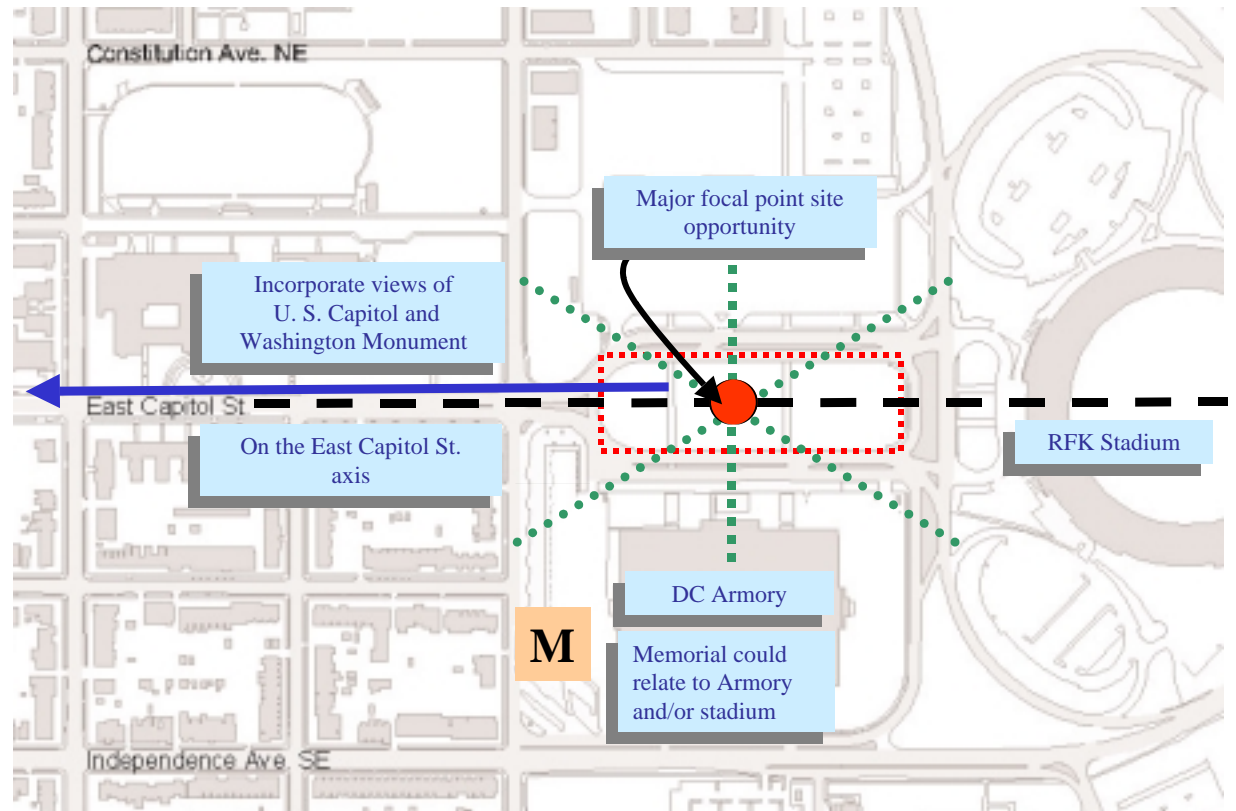 Constitution Ave. NE
Major focal point site
opportunity
Incorporate views of
U. S. Capitol and
Washington Monument
East Capitol St.
On the East Capitol St.
axis
RFK Stadium
DC Armory
M
Memorial could
relate to Armory
and/or stadium
Independence Ave. SE